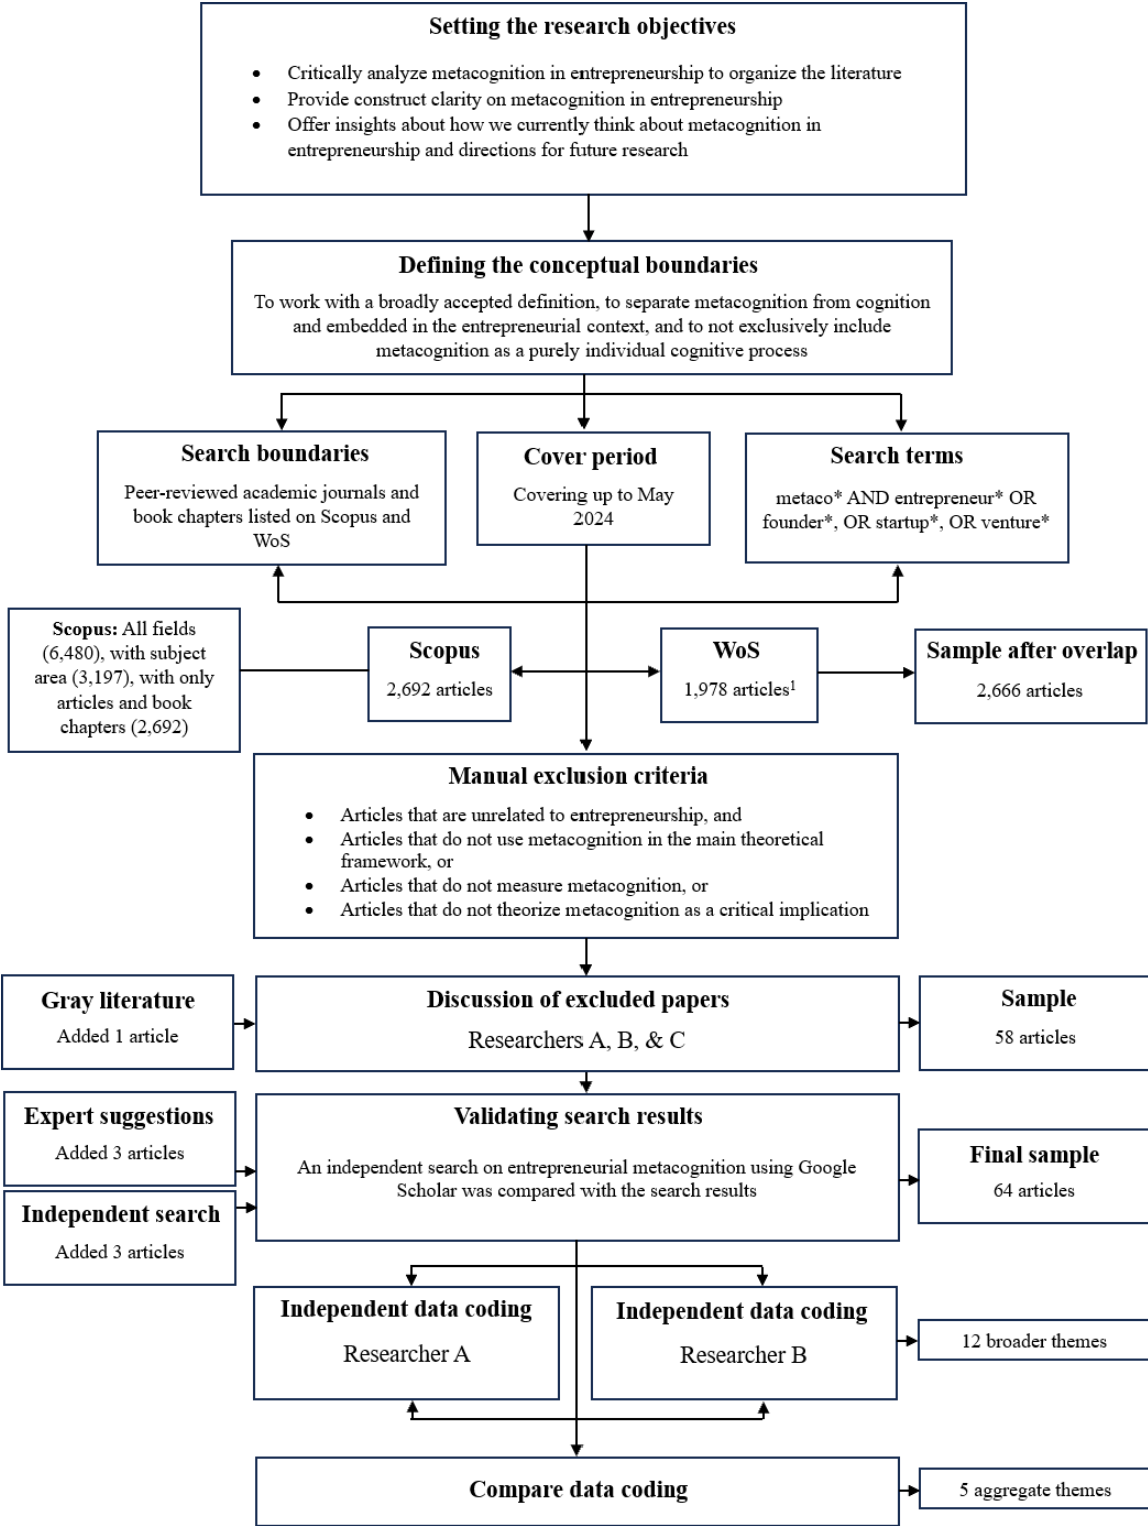 Setting the research objectives
• Critically analyze metacognition in entrepreneurship to organize the literature
• Provide construct clarity on metacognition in entrepreneurship
• Offer insights about how we currently think about metacognition in
entrepreneurship and directions for future research
Defining the conceptual boundaries
To work with a broadly accepted definition, to separate metacognition from cognition
and embedded in the entrepreneurial context, and to not exclusively include
metacognition as a purely individual cognitive process
Search boundaries
Peer-reviewed academic journals and
book chapters listed on Scopus and
WoS
Cover period
Covering up to May
2024
Search terms
metaco* AND entrepreneur* OR
founder*, OR startup*, OR venture*
Scopus: All fields
(6,480), with subject
area (3,197), with only
articles and book
chapters (2,692)
Scopus
2,692 articles
WoS
1,978 articles¹
Sample after overlap
2,666 articles
Manual exclusion criteria
• Articles that are unrelated to entrepreneurship, and
• Articles that do not use metacognition in the main theoretical
framework, or
• Articles that do not measure metacognition, or
• Articles that do not theorize metacognition as a critical implication
Gray literature
Added 1 article
Discussion of excluded papers
Researchers A, B, & C
Sample
58 articles
Expert suggestions
Added 3 articles
Independent search
Added 3 articles
Validating search results
An independent search on entrepreneurial metacognition using Google
Scholar was compared with the search results
Final sample
64 articles
Independent data coding
Researcher A
Independent data coding
Researcher B
12 broader themes
Compare data coding
5 aggregate themes